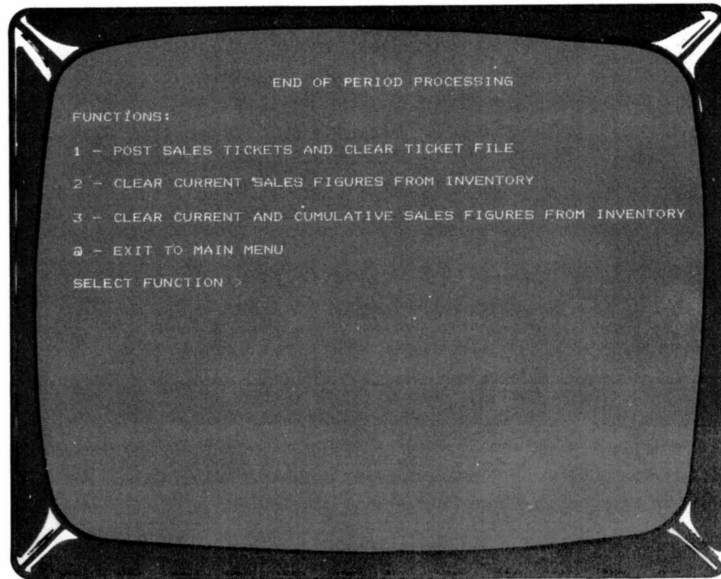 END OF PERIOD PROCESSING
FUNCTIONS:
1 - POST SALES TICKETS AND CLEAR TICKET FILE
2 - CLEAR CURRENT SALES FIGURES FROM INVENTORY
3 - CLEAR CURRENT AND CUMULATIVE SALES FIGURES FROM INVENTORY
@ - EXIT TO MAIN MENU
SELECT FUNCTION >